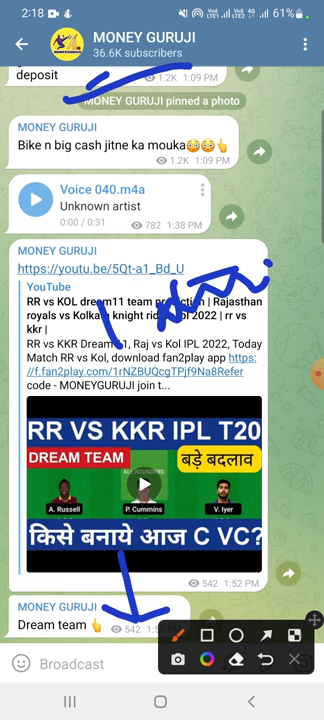 2:18
61%
MONEY GURUJI
36.6K subscribers
deposit
1.2K 1:09 PM
MONEY GURUJI pinned a photo
MONEY GURUJI
Bike n big cash jitne ka mouka😳😳👆
1.2K 1:09 PM
Voice 040.m4a
Unknown artist
0:00 / 0:31
782 1:38 PM
MONEY GURUJI
https://youtu.be/5Qt-a1_Bd_U
YouTube
RR vs KOL dream11 team | Rajasthan
royals vs Kolkata knight 2022 | rr vs
kkr |
RR vs KKR Dream11, Raj vs Kol IPL 2022, Today
Match RR vs Kol, download fan2play app https:
//f.fan2play.com/1rNZBUQcgTPjf9Na8Refer
code - MONEYGURUJI join t...
RR VS KKR IPL T20
DREAM TEAM
ALL ROUNDERS
बड़े बदलाव
A. Russell
P. Cummins
V. Iyer
किसे बनाये आज C VC?
542 1:52 PM
MONEY GURUJI
Dream team 👆
542
Broadcast